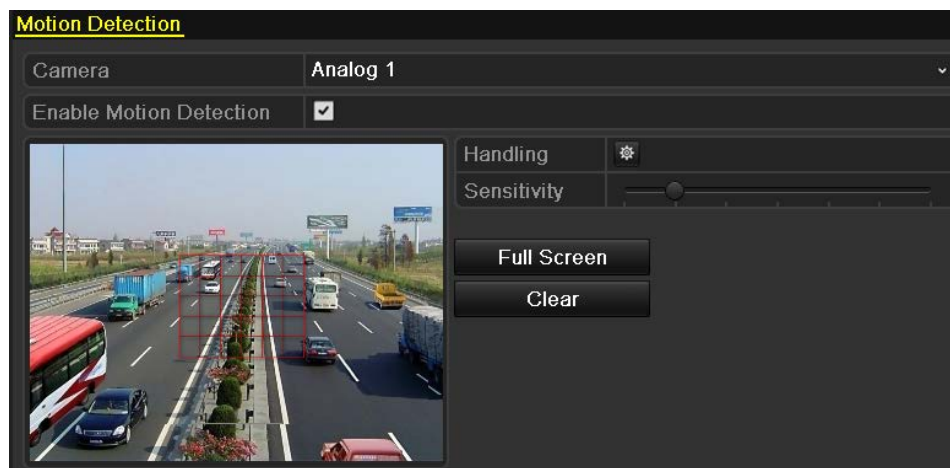 Motion Detection
Camera
Analog 1
Enable Motion Detection
Handling
Sensitivity
Full Screen
Clear